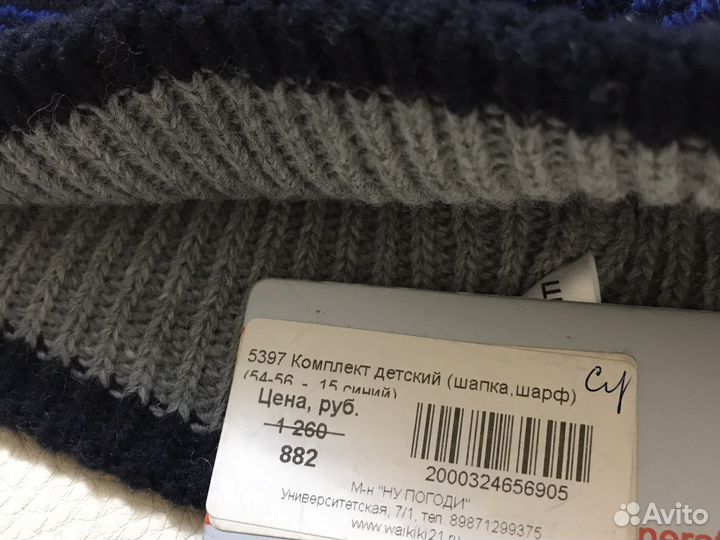 5397 Комплект детский (шапка,шарф)
(54-56 - 15 синий)
Цена, руб.
1 260
882
2000324656905
М-н "НУ ПОГОДИ"
Университетская, 7/1, тел. 89871299375
www.waikiki21.ru
Avito